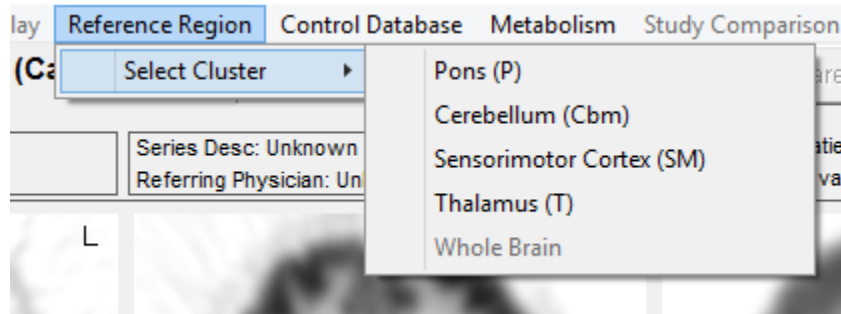 lay Reference Region Control Database Metabolism Study Comparison
(Ca Select Cluster Pons (P)
Cerebellum (Cbm)
Sensorimotor Cortex (SM)
Thalamus (T)
Whole Brain
Series Desc: Unknown
Referring Physician: Un
L